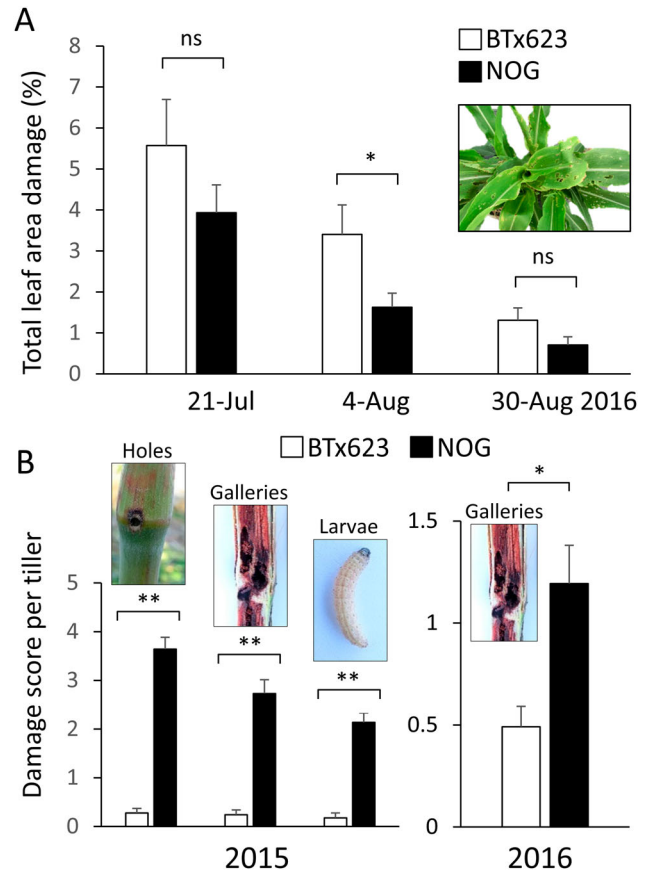 A
ns
BTx623
NOG
*
ns
Total leaf area damage (%)
8
7
6
5
4
3
2
1
0
21-Jul
4-Aug
30-Aug 2016
B
BTx623
NOG
Holes
Galleries
Larvae
**
**
**
Damage score per tiller
5
4
3
2
1
0
2015
*
Galleries
1.5
1
0.5
0
2016